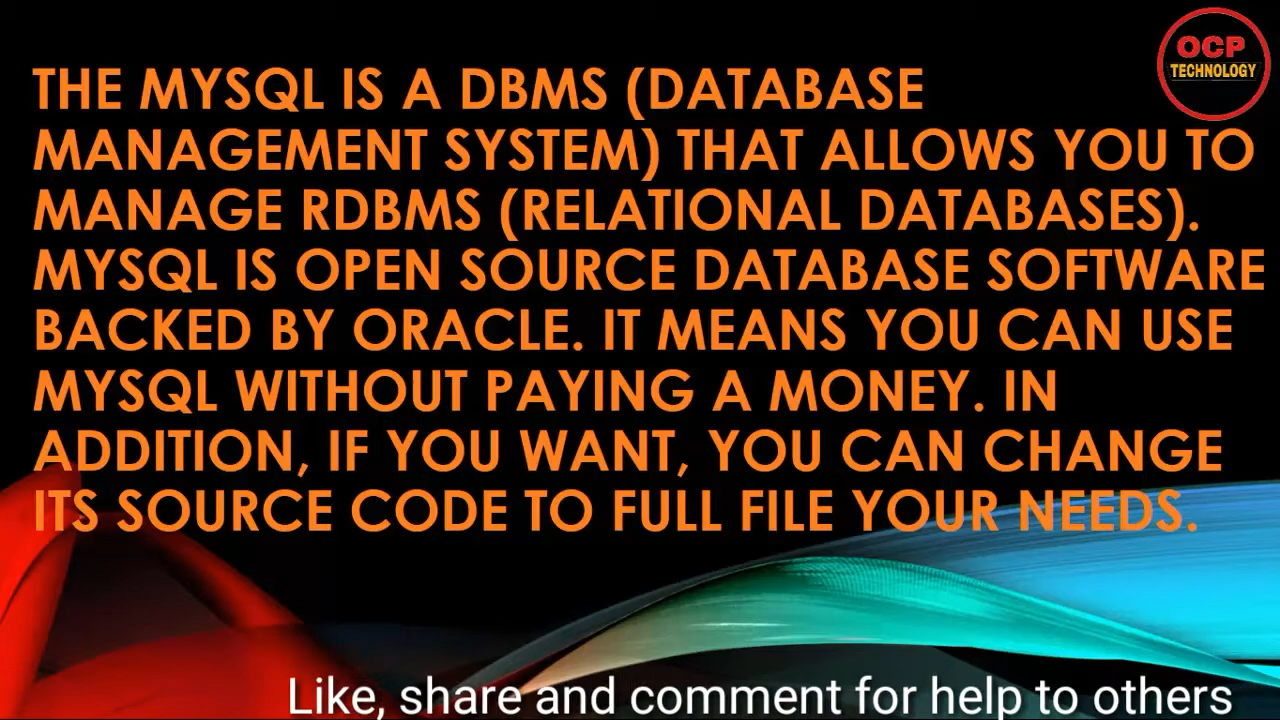 OCP
TECHNOLOGY
THE MYSQL IS A DBMS (DATABASE
MANAGEMENT SYSTEM) THAT ALLOWS YOU TO
MANAGE RDBMS (RELATIONAL DATABASES).
MYSQL IS OPEN SOURCE DATABASE SOFTWARE
BACKED BY ORACLE. IT MEANS YOU CAN USE
MYSQL WITHOUT PAYING A MONEY. IN
ADDITION, IF YOU WANT, YOU CAN CHANGE
ITS SOURCE CODE TO FULL FILE YOUR NEEDS.
Like, share and comment for help to others